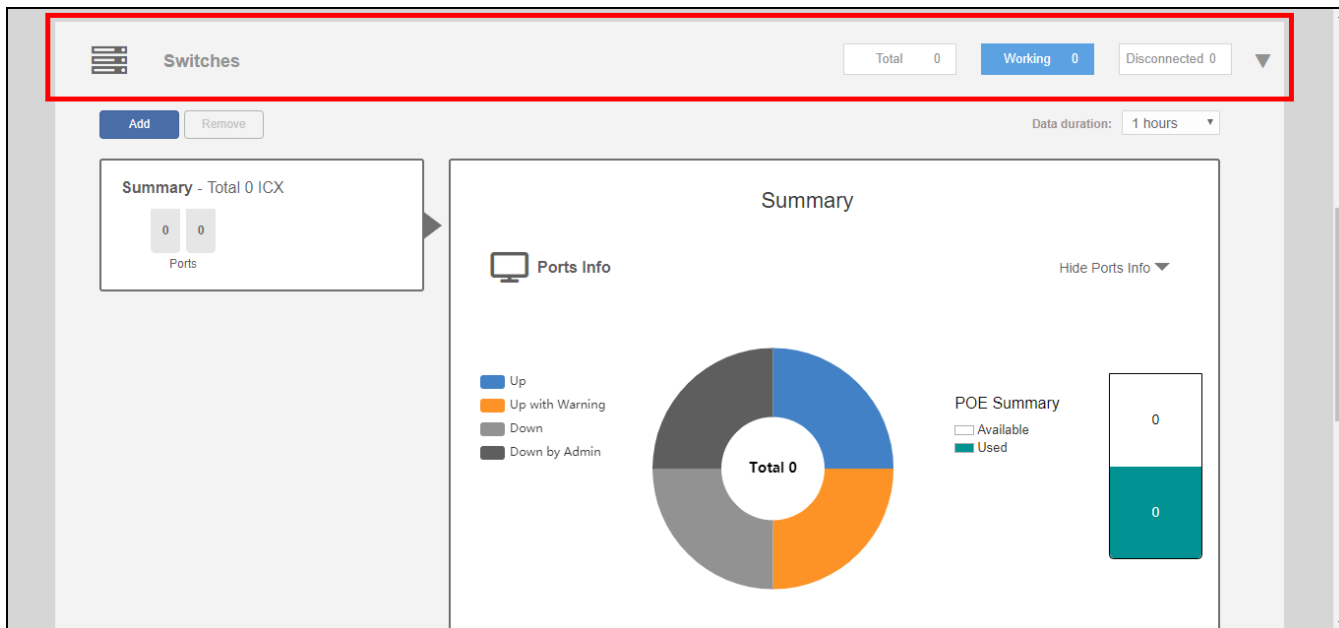 Switches Total 0 Working 0 Disconnected 0
Add Remove Data duration: 1 hours
Summary - Total 0 ICX
0 0
Ports
Summary
Ports Info Hide Ports Info
Up
Up with Warning
Down
Down by Admin
Total 0
POE Summary
Available
Used
0
0